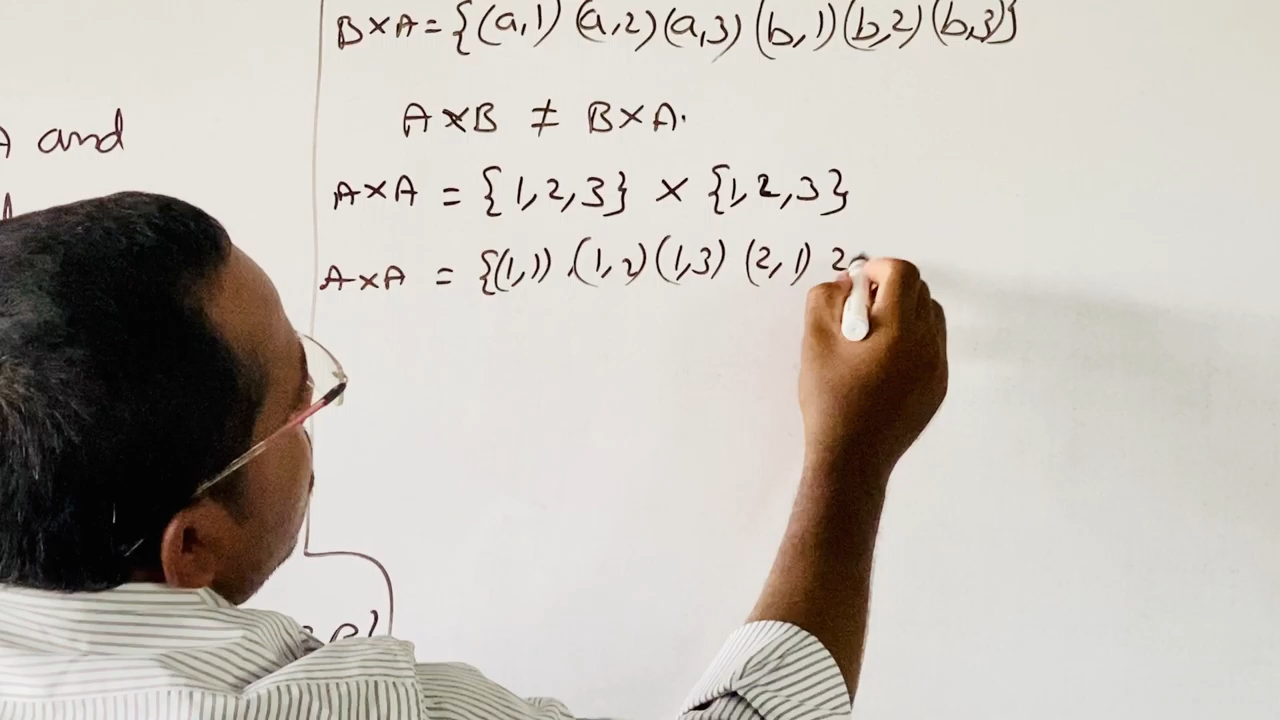 B×A = {(a,1) (a,2)(a,3) (b,1)(b,2)(b,3)}
A and
A×B ≠ B×A.
A×A = {1,2,3} × {1,2,3}
A×A = {(1,1) .(1,2)(1,3) (2,1) 2